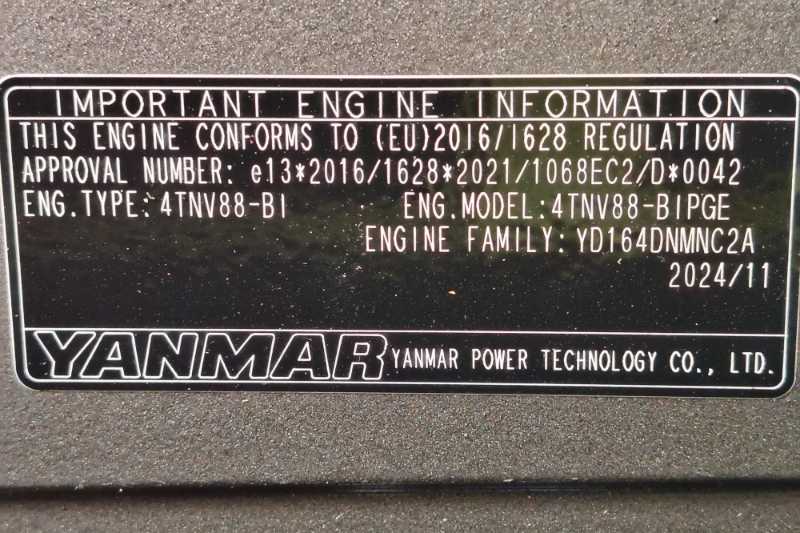 IMPORTANT ENGINE INFORMATION
THIS ENGINE CONFORMS TO (EU)2016/1628 REGULATION
APPROVAL NUMBER: e13*2016/1628*2021/1068EC2/D*0042
ENG.TYPE: 4TNV88-BI ENG.MODEL:4TNV88-BIPGE
ENGINE FAMILY: YD164DNMNC2A
2024/11
YANMAR YANMAR POWER TECHNOLOGY CO., LTD.